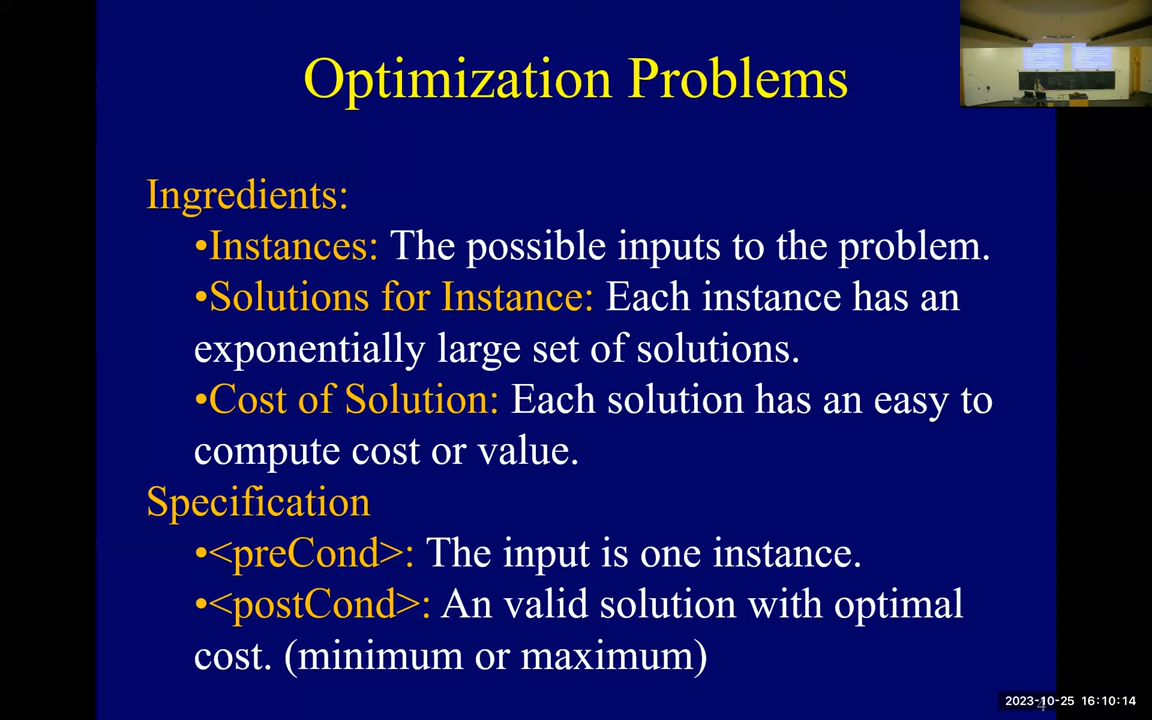 Optimization Problems
Ingredients:
•Instances: The possible inputs to the problem.
•Solutions for Instance: Each instance has an
exponentially large set of solutions.
•Cost of Solution: Each solution has an easy to
compute cost or value.
Specification
•<preCond>: The input is one instance.
•<postCond>: An valid solution with optimal
cost. (minimum or maximum)
2023-10-25 16:10:14
4